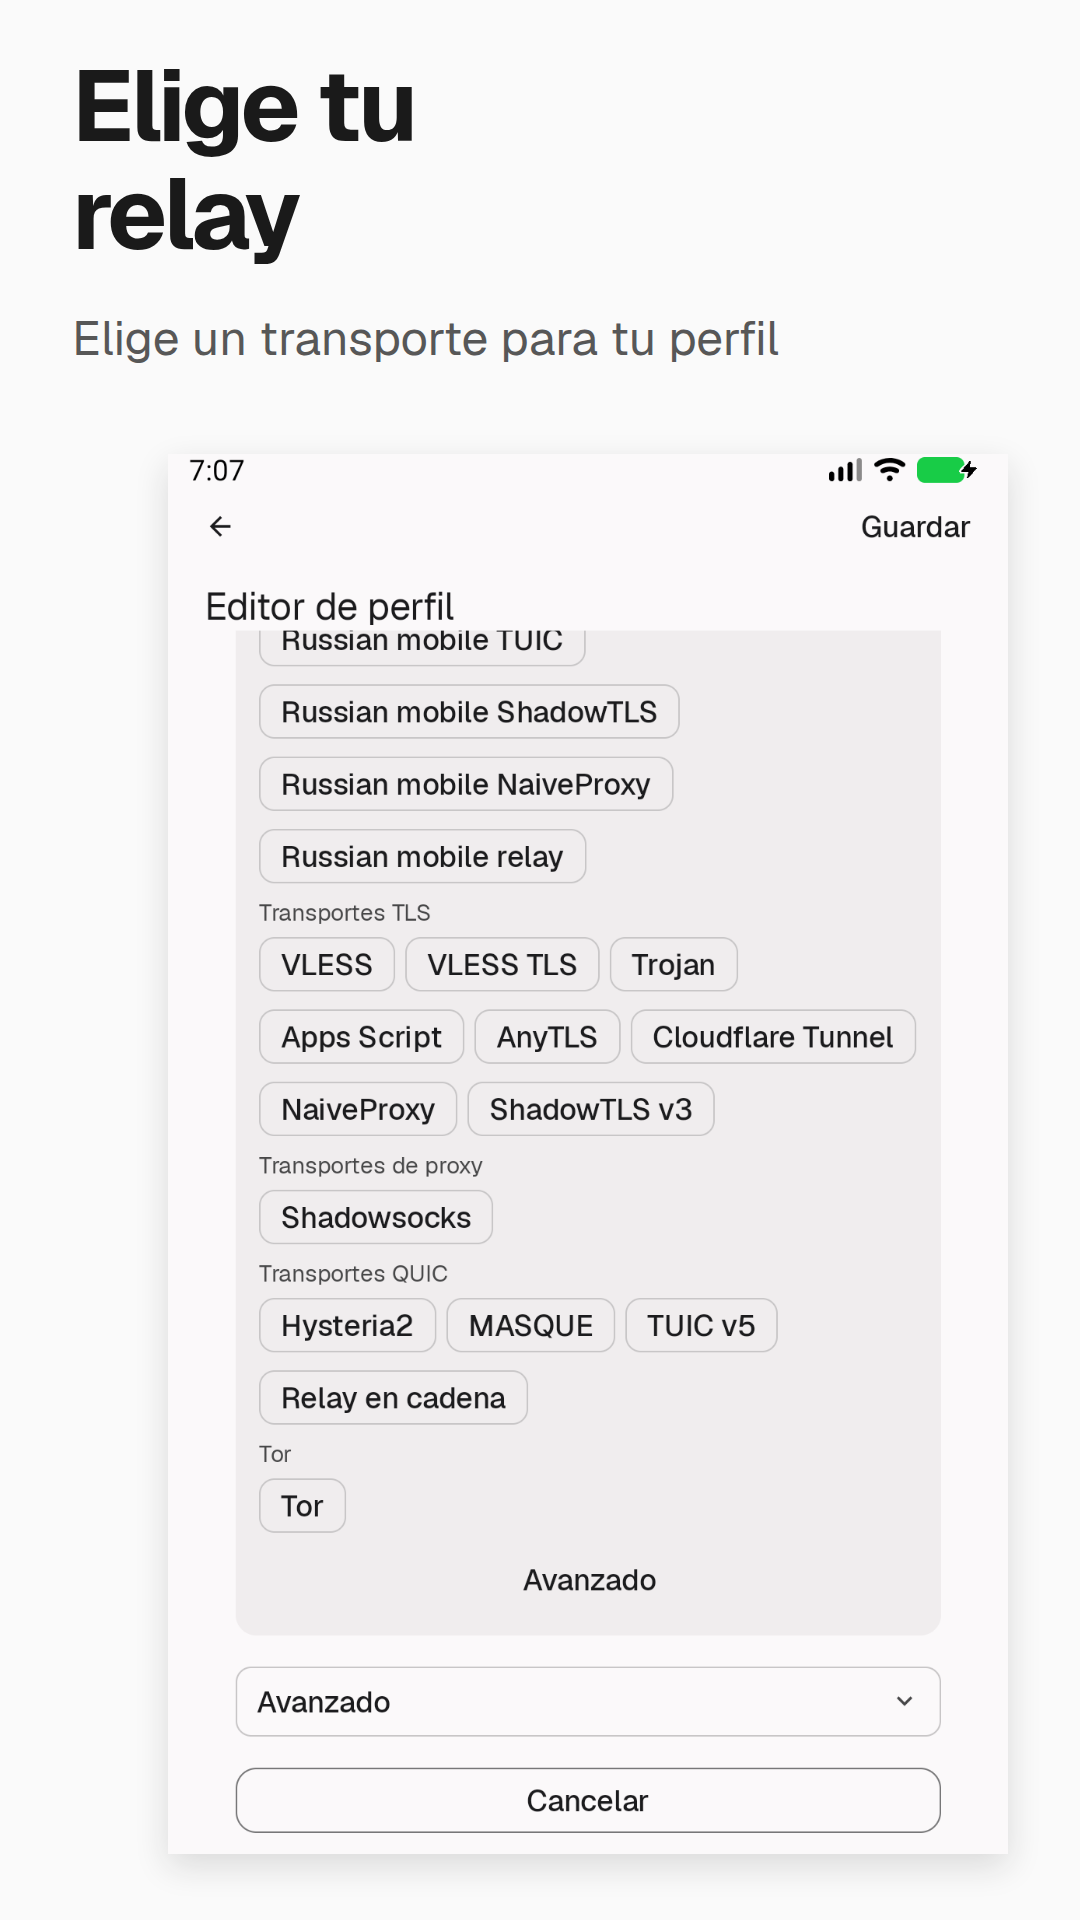 Elige tu
relay
Elige un transporte para tu perfil
7:07
Guardar
Editor de perfil
Russian mobile TUIC
Russian mobile ShadowTLS
Russian mobile NaiveProxy
Russian mobile relay
Transportes TLS
VLESS VLESS TLS Trojan
Apps Script AnyTLS Cloudflare Tunnel
NaiveProxy ShadowTLS v3
Transportes de proxy
Shadowsocks
Transportes QUIC
Hysteria2 MASQUE TUIC v5
Relay en cadena
Tor
Tor
Avanzado
Avanzado
Cancelar